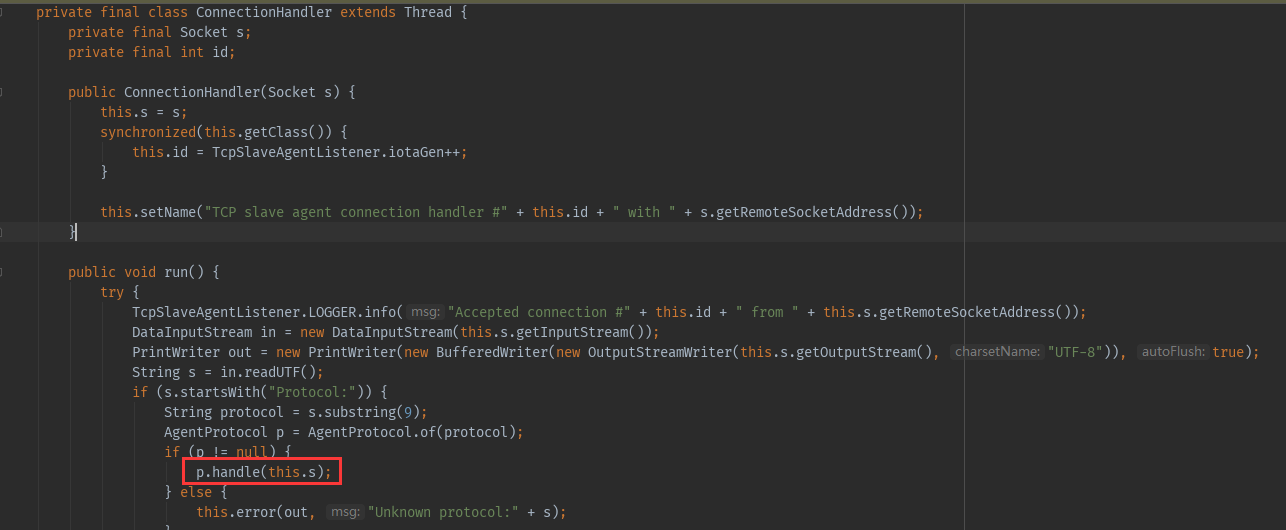 private final class ConnectionHandler extends Thread {
private final Socket s;
private final int id;
public ConnectionHandler(Socket s) {
this.s = s;
synchronized(this.getClass()) {
this.id = TcpSlaveAgentListener.iotaGen++;
}
this.setName("TCP slave agent connection handler #" + this.id + " with " + s.getRemoteSocketAddress());
}
public void run() {
try {
TcpSlaveAgentListener.LOGGER.info( msg: "Accepted connection #" + this.id + " from " + this.s.getRemoteSocketAddress());
DataInputStream in = new DataInputStream(this.s.getInputStream());
PrintWriter out = new PrintWriter(new BufferedWriter(new OutputStreamWriter(this.s.getOutputStream(), charsetName: "UTF-8")), autoFlush: true);
String s = in.readUTF();
if (s.startsWith("Protocol:")) {
String protocol = s.substring(9);
AgentProtocol p = AgentProtocol.of(protocol);
if (p != null) {
p.handle(this.s);
} else {
this.error(out, msg: "Unknown protocol:" + s);
}